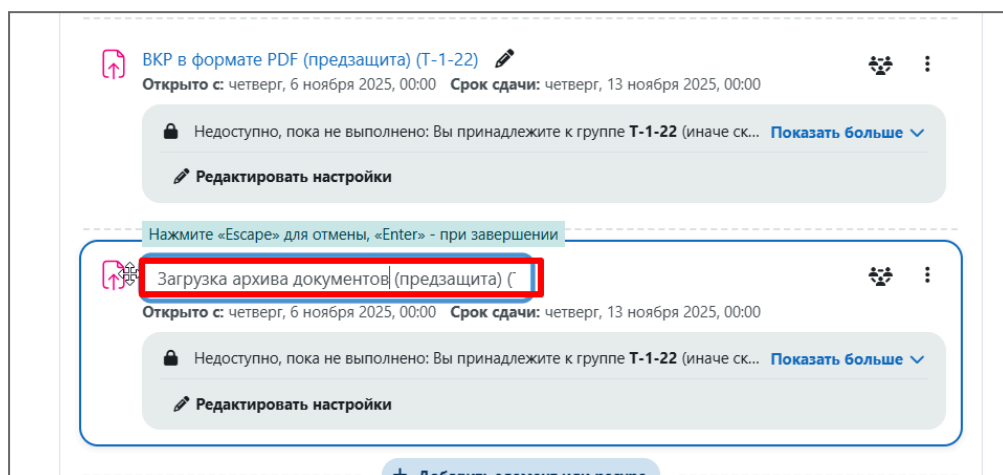 ВКР в формате PDF (предзащита) (Т-1-22)
Открыто с: четверг, 6 ноября 2025, 00:00 Срок сдачи: четверг, 13 ноября 2025, 00:00
Недоступно, пока не выполнено: Вы принадлежите к группе Т-1-22 (иначе ск... Показать больше
Редактировать настройки
Нажмите «Escape» для отмены, «Enter» - при завершении
Загрузка архива документов (предзащита) (
Открыто с: четверг, 6 ноября 2025, 00:00 Срок сдачи: четверг, 13 ноября 2025, 00:00
Недоступно, пока не выполнено: Вы принадлежите к группе Т-1-22 (иначе ск... Показать больше
Редактировать настройки
+ Добавить элемент или ресурс